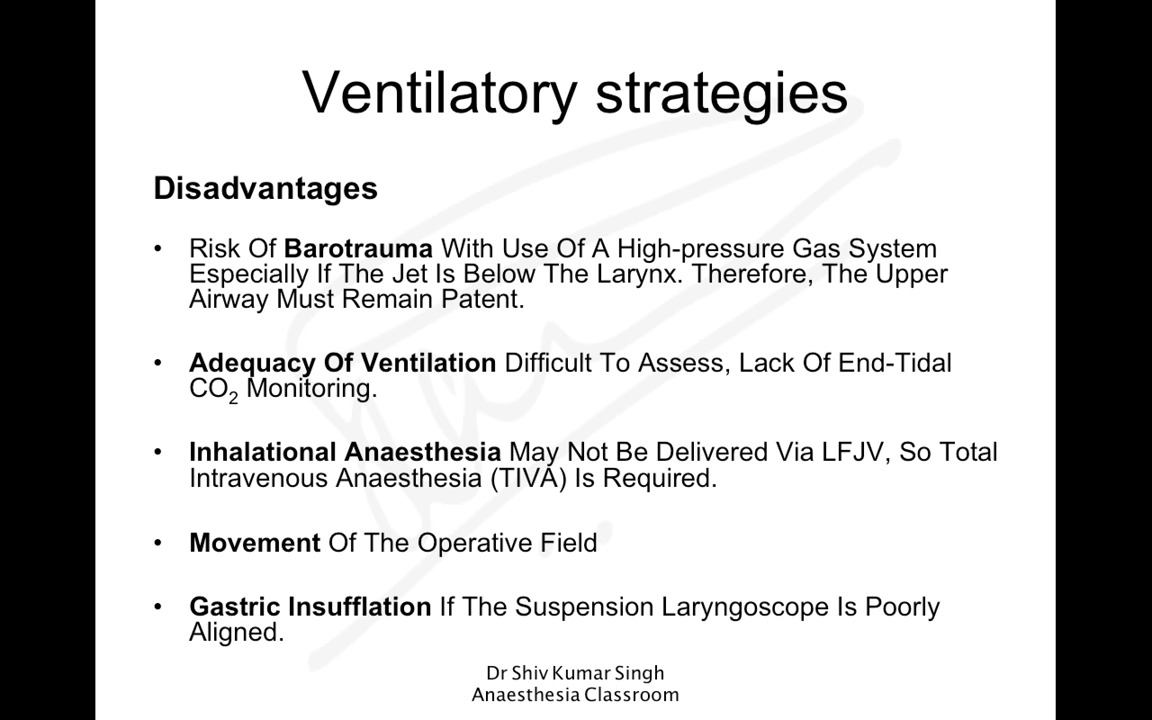 Ventilatory strategies
Disadvantages
• Risk Of Barotrauma With Use Of A High-pressure Gas System
Especially If The Jet Is Below The Larynx. Therefore, The Upper
Airway Must Remain Patent.
• Adequacy Of Ventilation Difficult To Assess, Lack Of End-Tidal
CO2 Monitoring.
• Inhalational Anaesthesia May Not Be Delivered Via LFJV, So Total
Intravenous Anaesthesia (TIVA) Is Required.
• Movement Of The Operative Field
• Gastric Insufflation If The Suspension Laryngoscope Is Poorly
Aligned.
Dr Shiv Kumar Singh
Anaesthesia Classroom